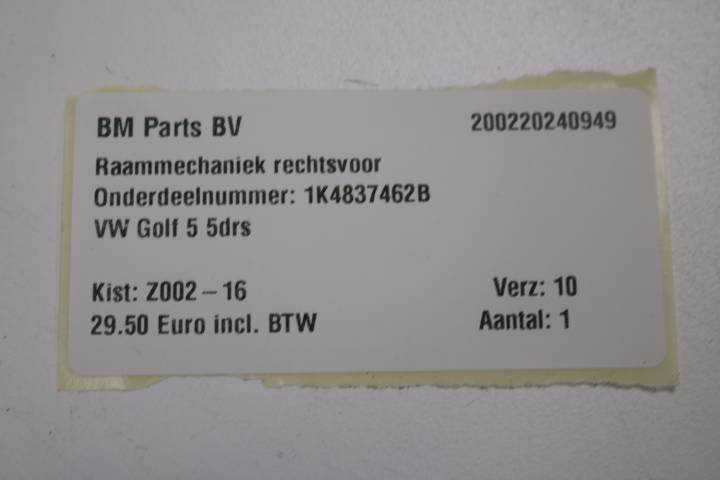 BM Parts BV 200220240949
Raammechaniek rechtsvoor
Onderdeelnummer: 1K4837462B
VW Golf 5 5drs
Kist: Z002 – 16 Verz: 10
29.50 Euro incl. BTW Aantal: 1